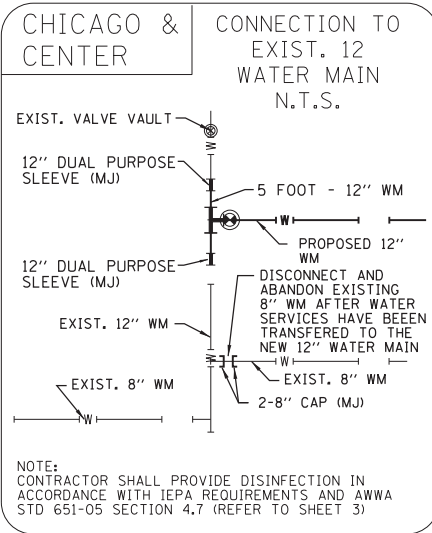 CHICAGO &
CENTER
CONNECTION TO
EXIST. 12
WATER MAIN
N.T.S.
EXIST. VALVE VAULT
W
12" DUAL PURPOSE
SLEEVE (MJ)
5 FOOT - 12" WM
W
PROPOSED 12"
WM
12" DUAL PURPOSE
SLEEVE (MJ)
DISCONNECT AND
ABANDON EXISTING
8" WM AFTER WATER
SERVICES HAVE BEEEN
TRANSFERED TO THE
NEW 12" WATER MAIN
EXIST. 12" WM
W
W
EXIST. 8" WM
EXIST. 8" WM
2-8" CAP (MJ)
W
NOTE:
CONTRACTOR SHALL PROVIDE DISINFECTION IN
ACCORDANCE WITH IEPA REQUIREMENTS AND AWWA
STD 651-05 SECTION 4.7 (REFER TO SHEET 3)